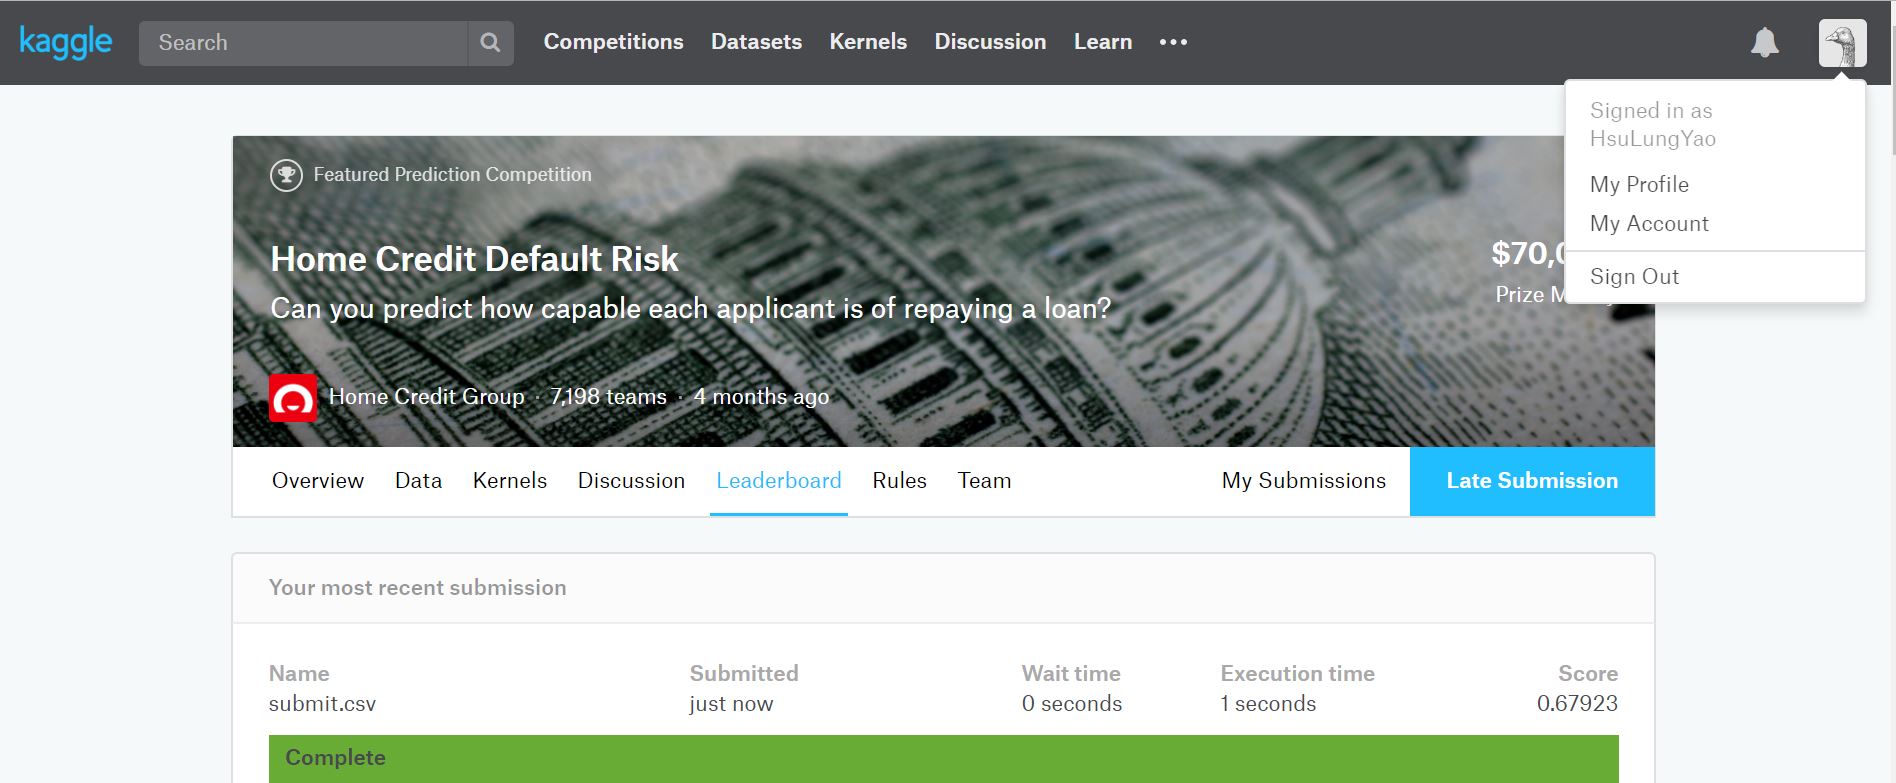 kaggle
Search
Competitions Datasets Kernels Discussion Learn
Signed in as
HsuLungYao
My Profile
My Account
Sign Out
Featured Prediction Competition
Home Credit Default Risk
Can you predict how capable each applicant is of repaying a loan?
$70,
Prize
Home Credit Group · 7,198 teams · 4 months ago
Overview Data Kernels Discussion Leaderboard Rules Team My Submissions Late Submission
Your most recent submission
Name Submitted Wait time Execution time Score
submit.csv just now 0 seconds 1 seconds 0.67923
Complete